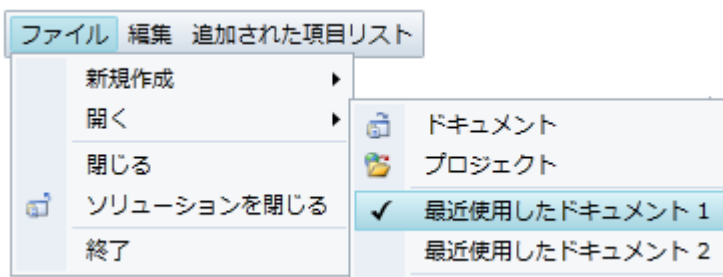 ファイル 編集 追加された項目リスト
新規作成
開く
閉じる
ソリューションを閉じる
終了
ドキュメント
プロジェクト
最近使用したドキュメント 1
最近使用したドキュメント 2